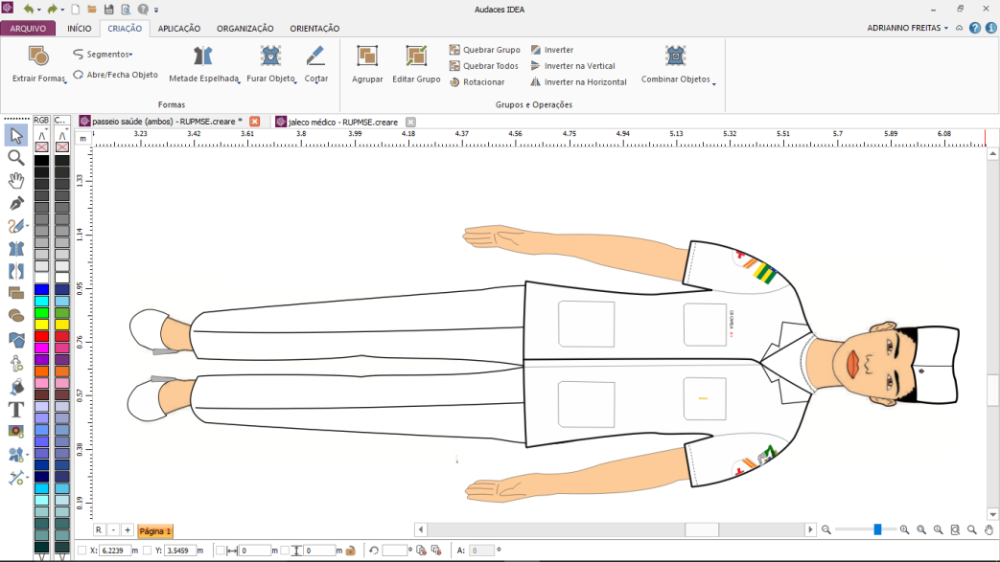 Audaces IDEA
ARQUIVO INÍCIO CRIAÇÃO APLICAÇÃO ORGANIZAÇÃO ORIENTAÇÃO ADRIANNO FREITAS
Extrair Formas
Segmentos
Abre/Fecha Objeto
Metade Espelhada
Furar Objeto
Cortar
Formas
Agrupar
Editar Grupo
Quebrar Grupo
Quebrar Todos
Rotacionar
Inverter
Inverter na Vertical
Inverter na Horizontal
Combinar Objetos
Grupos e Operações
RGB C... passeio saúde (ambos) - RUPMSE.creare * jaleco médico - RUPMSE.creare
m 3.23 3.42 3.61 3.8 3.99 4.18 4.37 4.56 4.75 4.94 5.13 5.32 5.51 5.7 5.89 6.08
1.33
1.14
0.95
0.76
0.57
0.38
0.19
R - + Página 1
X: 6.2239 m Y: 3.5459 m 0 m 0 m ° A: 0 °